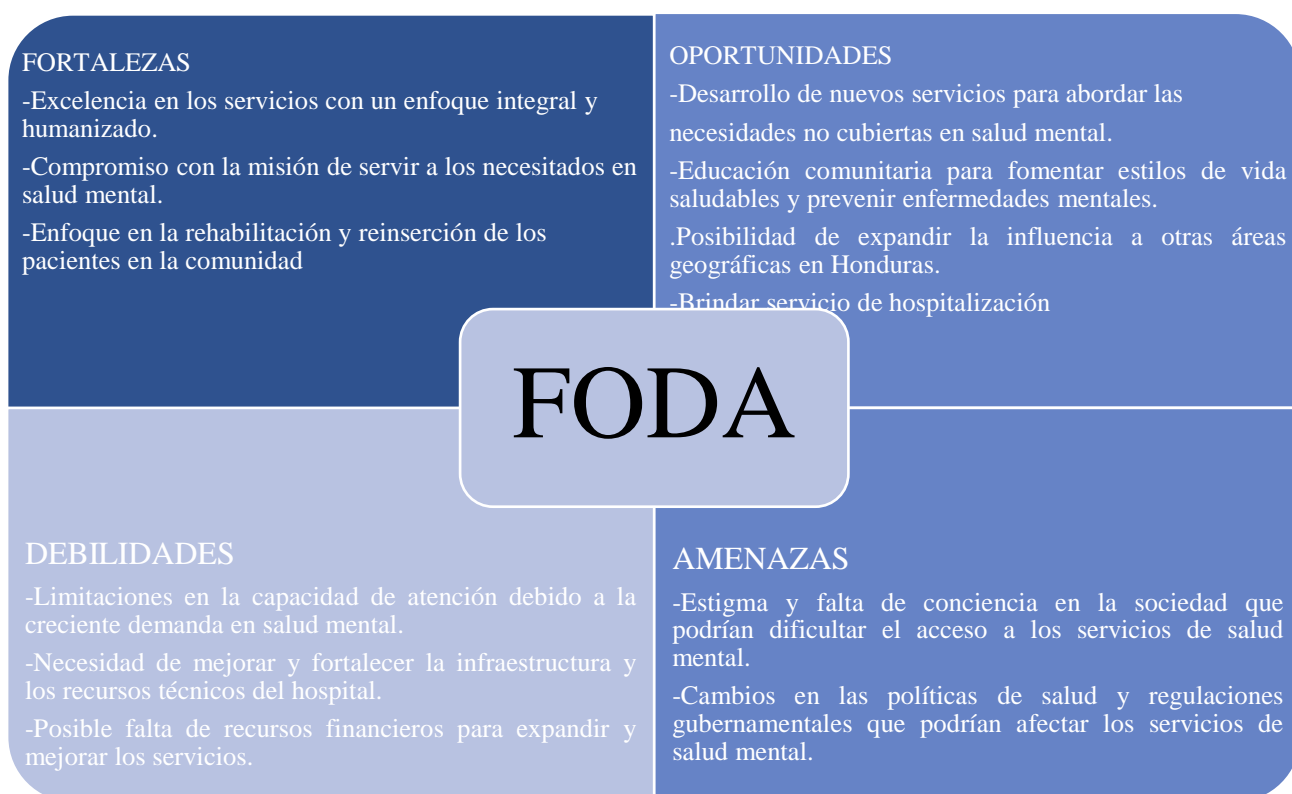 FORTALEZAS
-Excelencia en los servicios con un enfoque integral y
humanizado.
-Compromiso con la misión de servir a los necesitados en
salud mental.
-Enfoque en la rehabilitación y reinserción de los
pacientes en la comunidad
OPORTUNIDADES
-Desarrollo de nuevos servicios para abordar las
necesidades no cubiertas en salud mental.
-Educación comunitaria para fomentar estilos de vida
saludables y prevenir enfermedades mentales.
.Posibilidad de expandir la influencia a otras áreas
geográficas en Honduras.
-Brindar servicio de hospitalización
FODA
DEBILIDADES
-Limitaciones en la capacidad de atención debido a la
creciente demanda en salud mental.
-Necesidad de mejorar y fortalecer la infraestructura y
los recursos técnicos del hospital.
-Posible falta de recursos financieros para expandir y
mejorar los servicios.
AMENAZAS
-Estigma y falta de conciencia en la sociedad que
podrían dificultar el acceso a los servicios de salud
mental.
-Cambios en las políticas de salud y regulaciones
gubernamentales que podrían afectar los servicios de
salud mental.